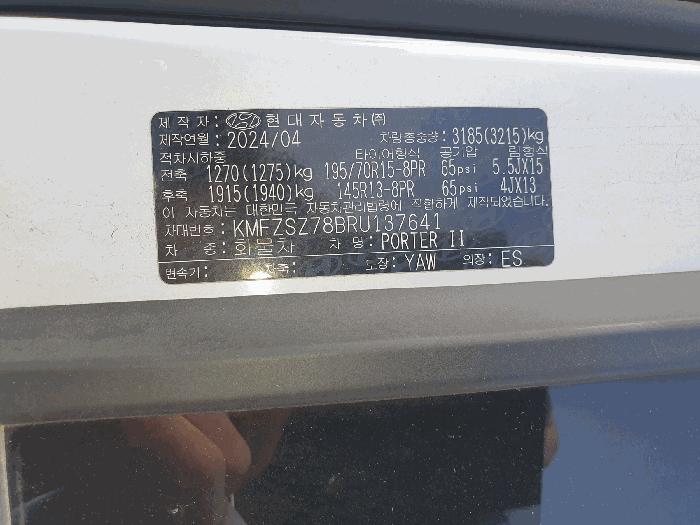 제 작 자 : 현대자동차㈜
제작연월 : 2024/04 차량총중량 : 3185(3215)kg
적차시하중 타이어형식 공기압 림형식
전축 1270(1275)kg 195/70R15-8PR 65psi 5.5JX15
후축 1915(1940)kg 145R13-8PR 65psi 4JX13
이 자동차는 대한민국 자동차관리법령에 적합하게 제작되었음.
차대번호 : KMFZSZ78BRU137641
차 종 : 화물차 차 명 : PORTER II
변속기 : 차축 : 도장 : YAW 의장 : ES